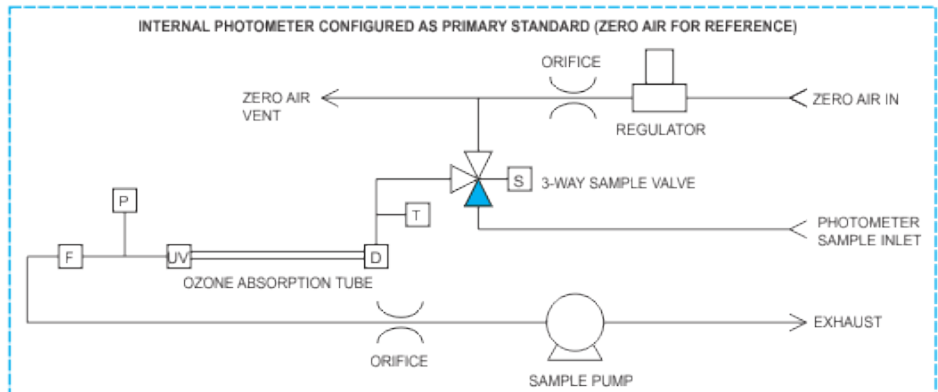 INTERNAL PHOTOMETER CONFIGURED AS PRIMARY STANDARD (ZERO AIR FOR REFERENCE)
ORIFICE
ZERO AIR
VENT
ZERO AIR IN
REGULATOR
S
3-WAY SAMPLE VALVE
P
T
PHOTOMETER
SAMPLE INLET
F
UV
D
OZONE ABSORPTION TUBE
EXHAUST
ORIFICE
SAMPLE PUMP